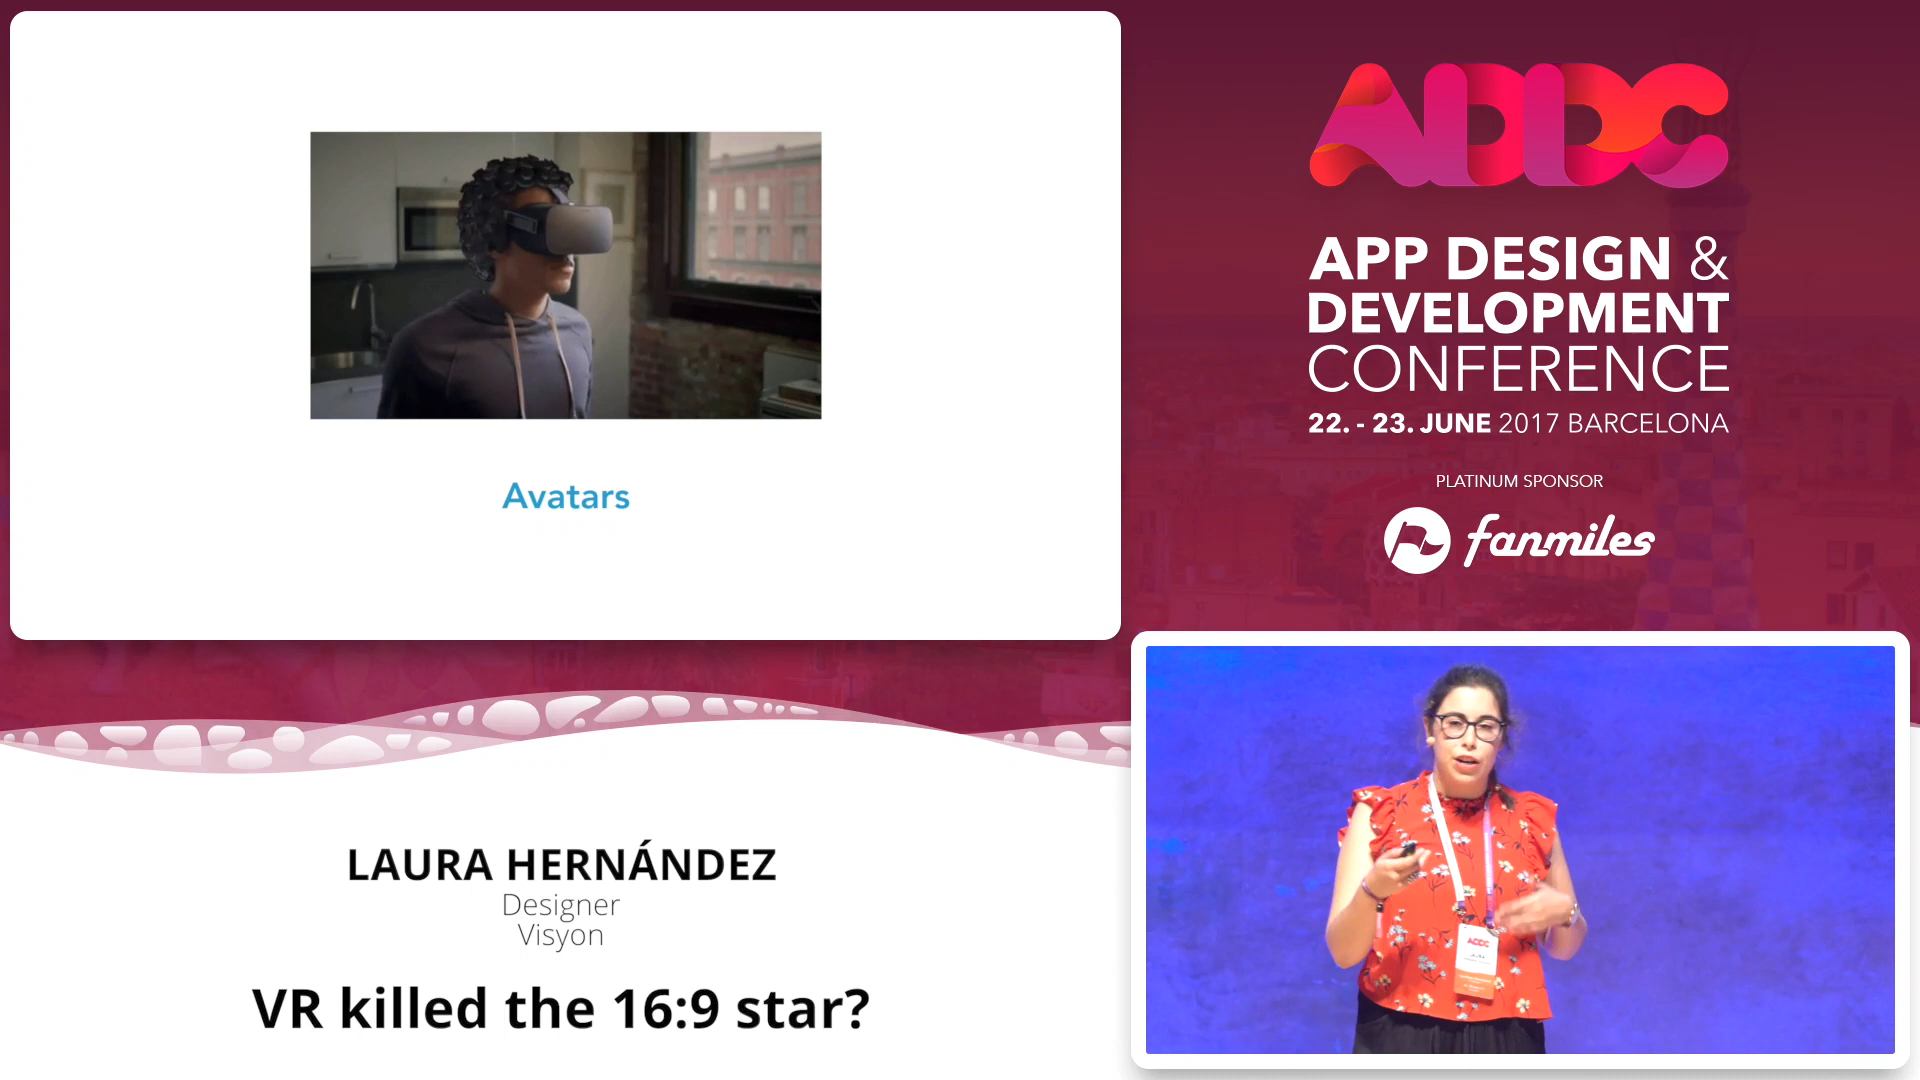 Avatars
ADDC
APP DESIGN &
DEVELOPMENT
CONFERENCE
22. - 23. JUNE 2017 BARCELONA
PLATINUM SPONSOR
fanmiles
LAURA HERNÁNDEZ
Designer
Visyon
VR killed the 16:9 star?
ADDC